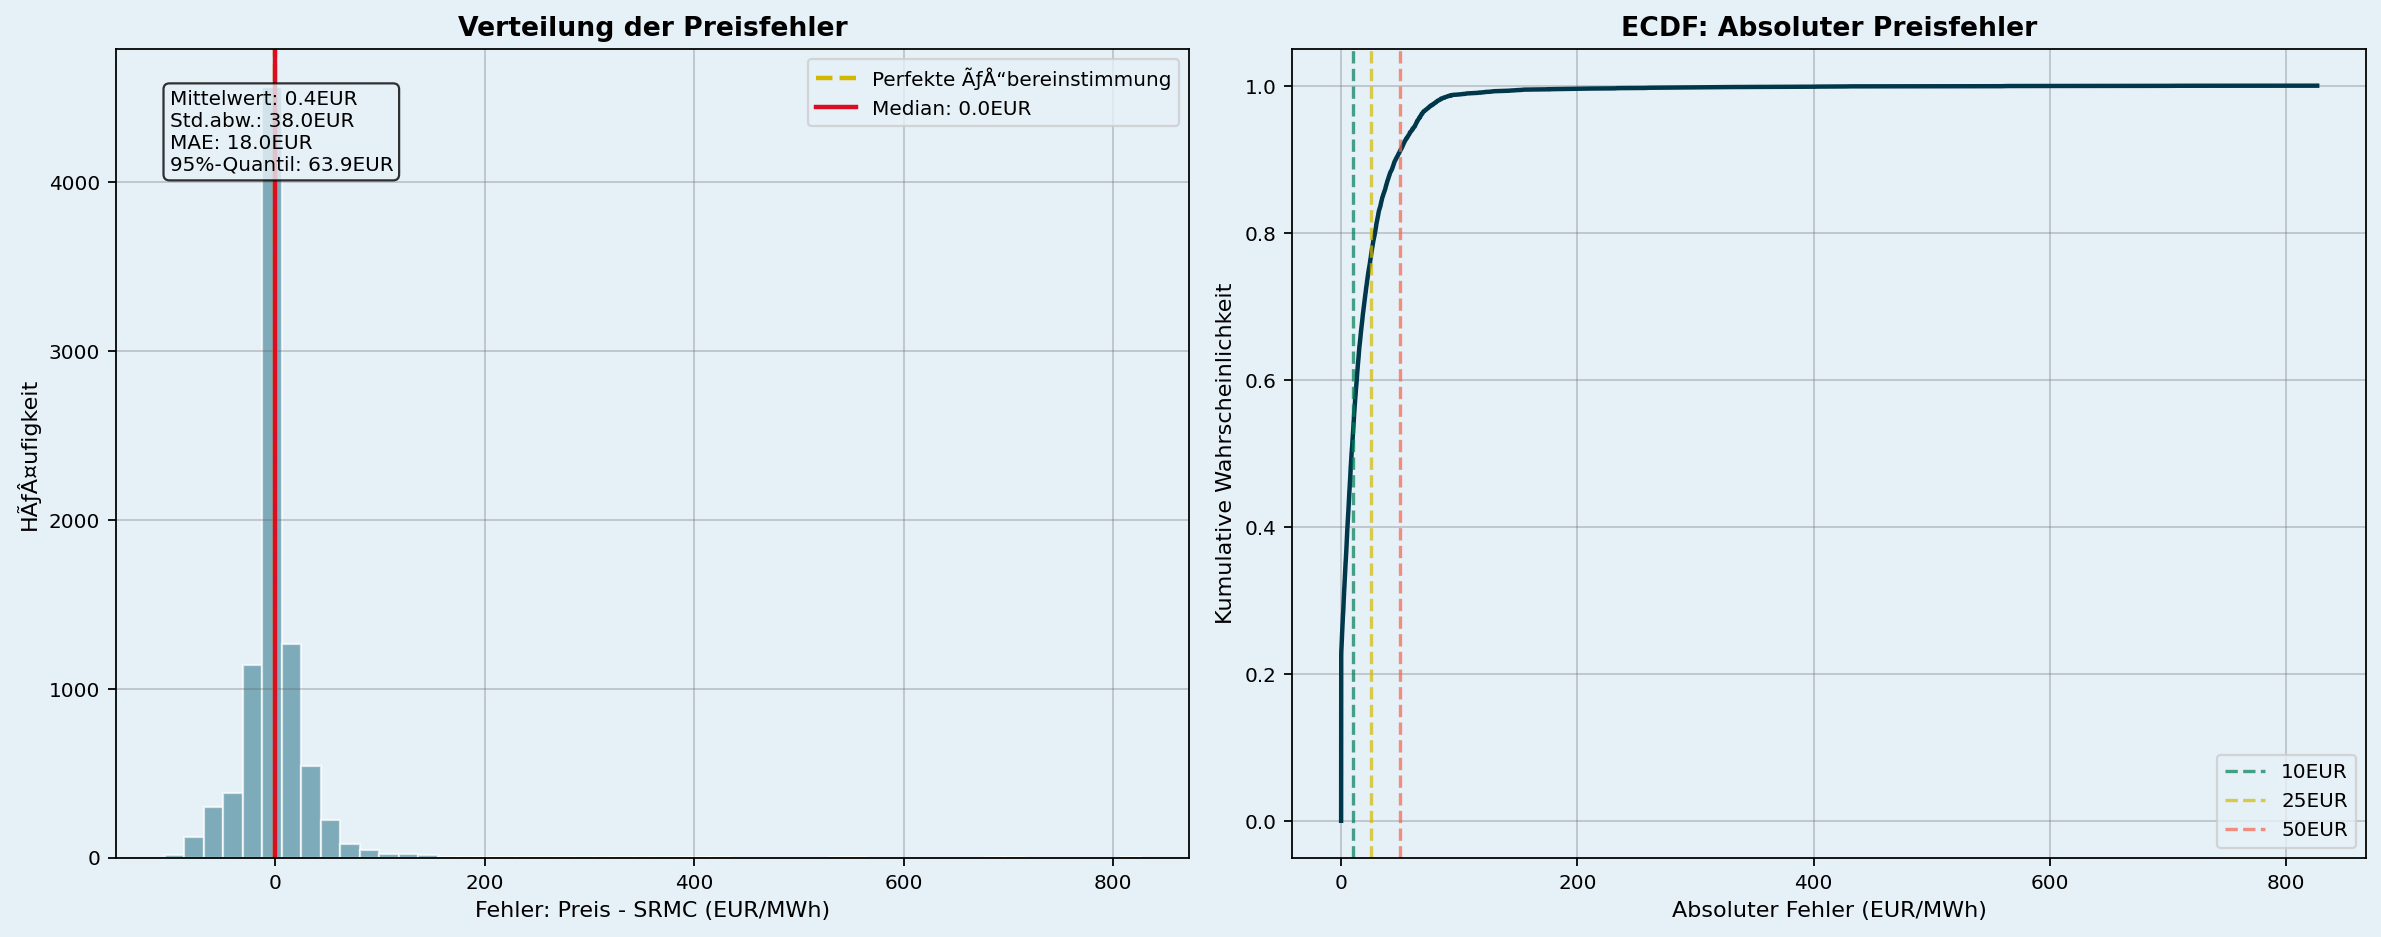 Verteilung der Preisfehler
Mittelwert: 0.4EUR
Std.abw.: 38.0EUR
MAE: 18.0EUR
95%-Quantil: 63.9EUR
Perfekte ÃƒÅ“bereinstimmung
Median: 0.0EUR
HÃƒÂ¤ufigkeit
4000
3000
2000
1000
0
0 200 400 600 800
Fehler: Preis - SRMC (EUR/MWh)
ECDF: Absoluter Preisfehler
Kumulative Wahrscheinlichkeit
1.0
0.8
0.6
0.4
0.2
0.0
10EUR
25EUR
50EUR
0 200 400 600 800
Absoluter Fehler (EUR/MWh)